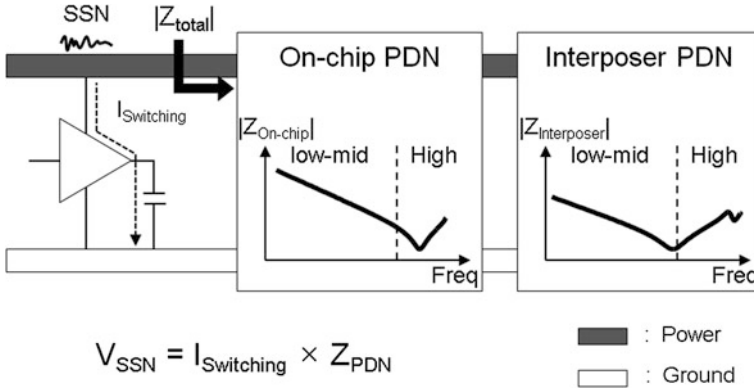 SSN
|Z_total|
On-chip PDN
Interposer PDN
I_Switching
|Z_On-chip|
low-mid High
Freq
|Z_Interposer|
low-mid High
Freq
V_SSN = I_Switching × Z_PDN
: Power
: Ground